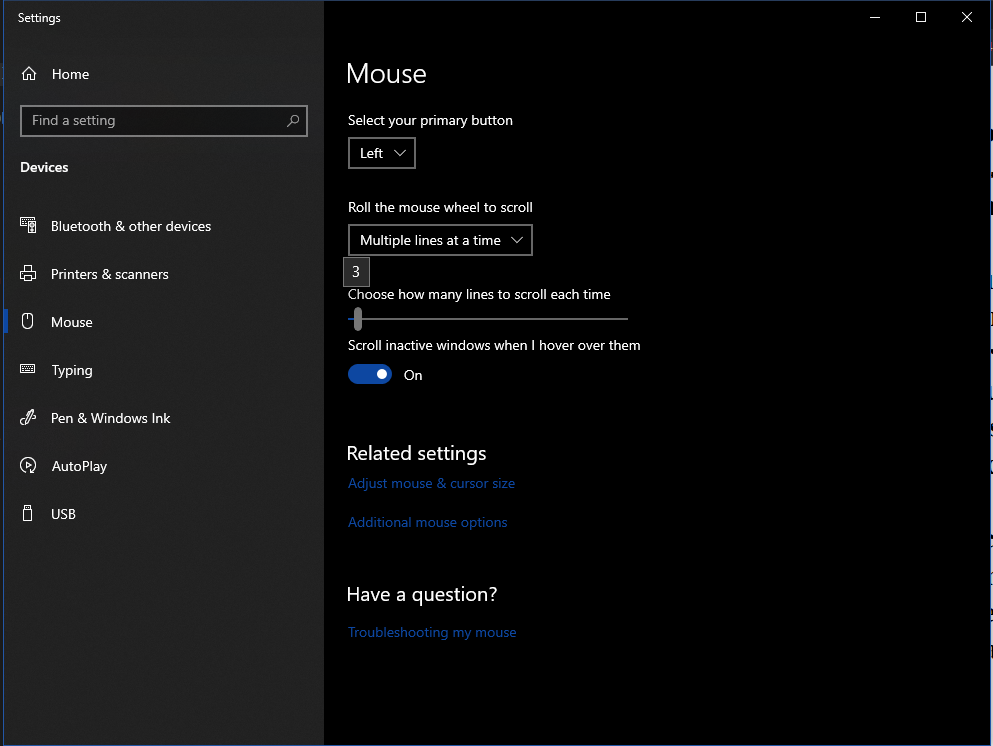 Settings
Home
Find a setting
Devices
Bluetooth & other devices
Printers & scanners
Mouse
Typing
Pen & Windows Ink
AutoPlay
USB
Mouse
Select your primary button
Left
Roll the mouse wheel to scroll
Multiple lines at a time
3
Choose how many lines to scroll each time
Scroll inactive windows when I hover over them
On
Related settings
Adjust mouse & cursor size
Additional mouse options
Have a question?
Troubleshooting my mouse